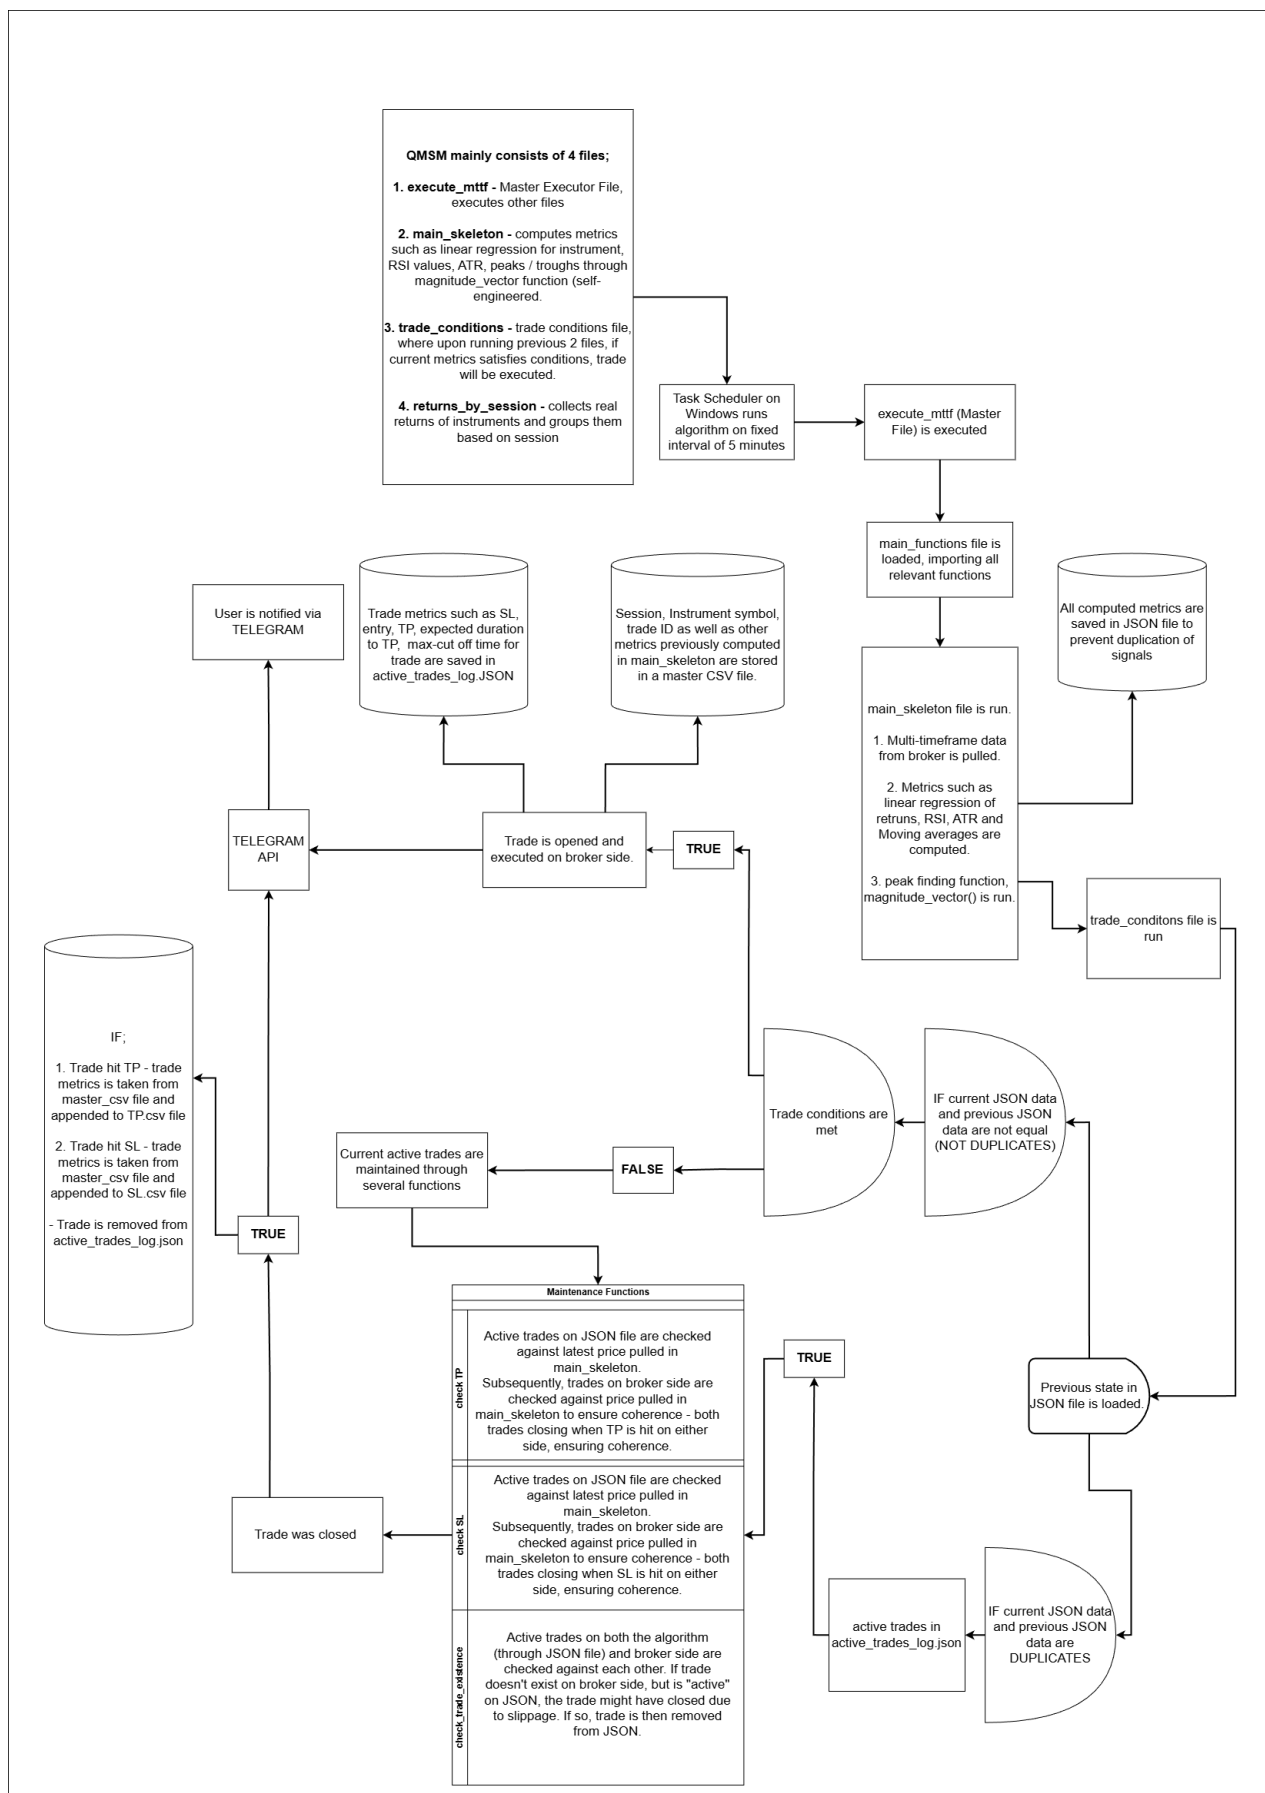 QMSM mainly consists of 4 files;
1. execute_mttf - Master Executor File,
executes other files
2. main_skeleton - computes metrics
such as linear regression for instrument,
RSI values, ATR, peaks / troughs through
magnitude_vector function (self-
engineered.
3. trade_conditions - trade conditions file,
where upon running previous 2 files, if
current metrics satisfies conditions, trade
will be executed.
4. returns_by_session - collects real
returns of instruments and groups them
based on session
Task Scheduler on
Windows runs
algorithm on fixed
interval of 5 minutes
execute_mttf (Master
File) is executed
main_functions file is
loaded, importing all
relevant functions
All computed metrics are
saved in JSON file to
prevent duplication of
signals
main_skeleton file is run.
1. Multi-timeframe data
from broker is pulled.
2. Metrics such as
linear regression of
retruns, RSI, ATR and
Moving averages are
computed.
3. peak finding function,
magnitude_vector() is run.
trade_conditons file is
run
User is notified via
TELEGRAM
Trade metrics such as SL,
entry, TP, expected duration
to TP, max-cut off time for
trade are saved in
active_trades_log.JSON
Session, Instrument symbol,
trade ID as well as other
metrics previously computed
in main_skeleton are stored
in a master CSV file.
TELEGRAM
API
Trade is opened and
executed on broker side.
TRUE
IF;
1. Trade hit TP - trade
metrics is taken from
master_csv file and
appended to TP.csv file
2. Trade hit SL - trade
metrics is taken from
master_csv file and
appended to SL.csv file
- Trade is removed from
active_trades_log.json
TRUE
Current active trades are
maintained through
several functions
FALSE
Trade conditions are
met
IF current JSON data
and previous JSON
data are not equal
(NOT DUPLICATES)
Maintenance Functions
check TP
Active trades on JSON file are checked
against latest price pulled in
main_skeleton.
Subsequently, trades on broker side are
checked against price pulled in
main_skeleton to ensure coherence - both
trades closing when TP is hit on either
side, ensuring coherence.
check SL
Active trades on JSON file are checked
against latest price pulled in
main_skeleton.
Subsequently, trades on broker side are
checked against price pulled in
main_skeleton to ensure coherence - both
trades closing when SL is hit on either
side, ensuring coherence.
check_trade_existence
Active trades on both the algorithm
(through JSON file) and broker side are
checked against each other. If trade
doesn't exist on broker side, but is "active"
on JSON, the trade might have closed due
to slippage. If so, trade is then removed
from JSON.
Trade was closed
TRUE
Previous state in
JSON file is loaded.
active trades in
active_trades_log.json
IF current JSON data
and previous JSON
data are
DUPLICATES